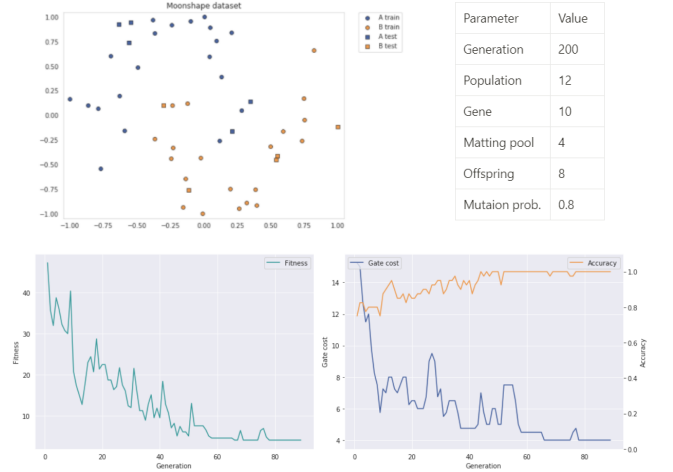 Moonshape dataset
1.00
0.75
0.50
0.25
0.00
−0.25
−0.50
−0.75
−1.00
−1.00 −0.75 −0.50 −0.25 0.00 0.25 0.50 0.75 1.00
A train
B train
A test
B test
Parameter Value
Generation 200
Population 12
Gene 10
Matting pool 4
Offspring 8
Mutaion prob. 0.8
Fitness
Fitness
40
30
20
10
0 20 40 60 80
Generation
Gate cost
Accuracy
Gate cost
14
12
10
8
6
4
0 20 40 60 80
Generation
1.0
0.8
0.6
0.4
0.2
0.0
Accuracy